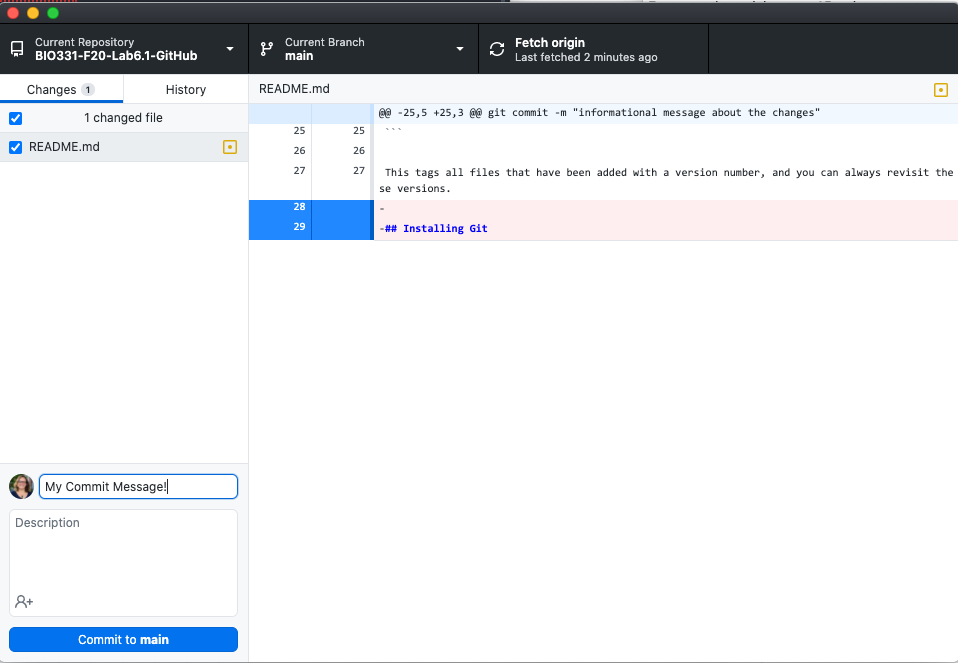 Current Repository
BIO331-F20-Lab6.1-GitHub
Current Branch
main
Fetch origin
Last fetched 2 minutes ago
Changes 1
History
README.md
1 changed file
README.md
@@ -25,5 +25,3 @@ git commit -m "informational message about the changes"
25 25 ```
26 26
27 27 This tags all files that have been added with a version number, and you can always revisit the
se versions.
28 -
29 -## Installing Git
My Commit Message!
Description
Commit to main